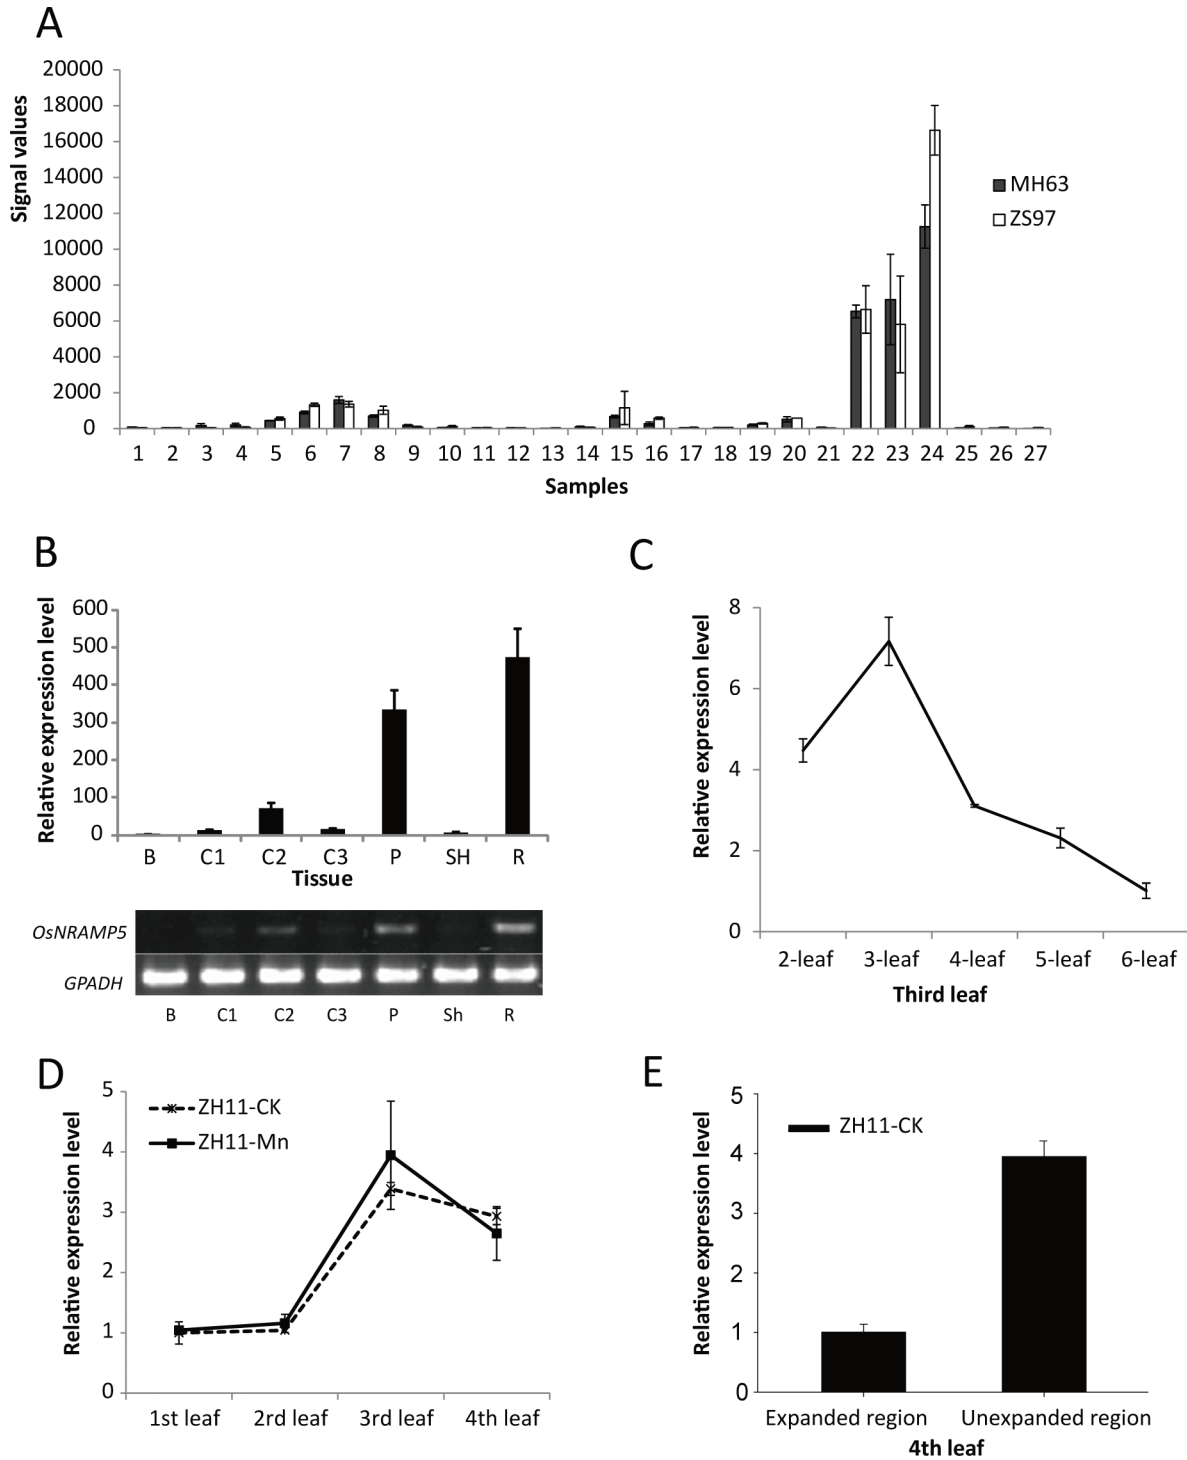 A
20000
18000
16000
14000
12000
10000
8000
6000
4000
2000
0
Signal values
MH63
ZS97
1 2 3 4 5 6 7 8 9 10 11 12 13 14 15 16 17 18 19 20 21 22 23 24 25 26 27
Samples
B
600
500
400
300
200
100
0
Relative expression level
B C1 C2 C3 P SH R
Tissue
OsNRAMP5
GPADH
B C1 C2 C3 P Sh R
C
8
6
4
2
0
Relative expression level
2-leaf 3-leaf 4-leaf 5-leaf 6-leaf
Third leaf
D
5
4
3
2
1
0
Relative expression level
ZH11-CK
ZH11-Mn
1st leaf 2rd leaf 3rd leaf 4th leaf
E
5
4
3
2
1
0
Relative expression level
ZH11-CK
Expanded region Unexpanded region
4th leaf